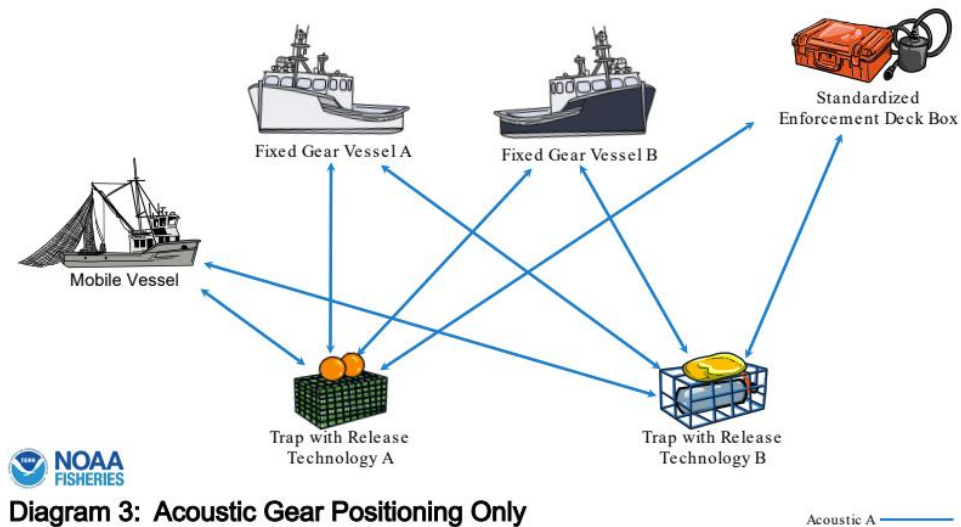 Standardized
Enforcement Deck Box
Fixed Gear Vessel A
Fixed Gear Vessel B
Mobile Vessel
Trap with Release
Technology A
Trap with Release
Technology B
NOAA
NOAA
FISHERIES
Diagram 3: Acoustic Gear Positioning Only
Acoustic A